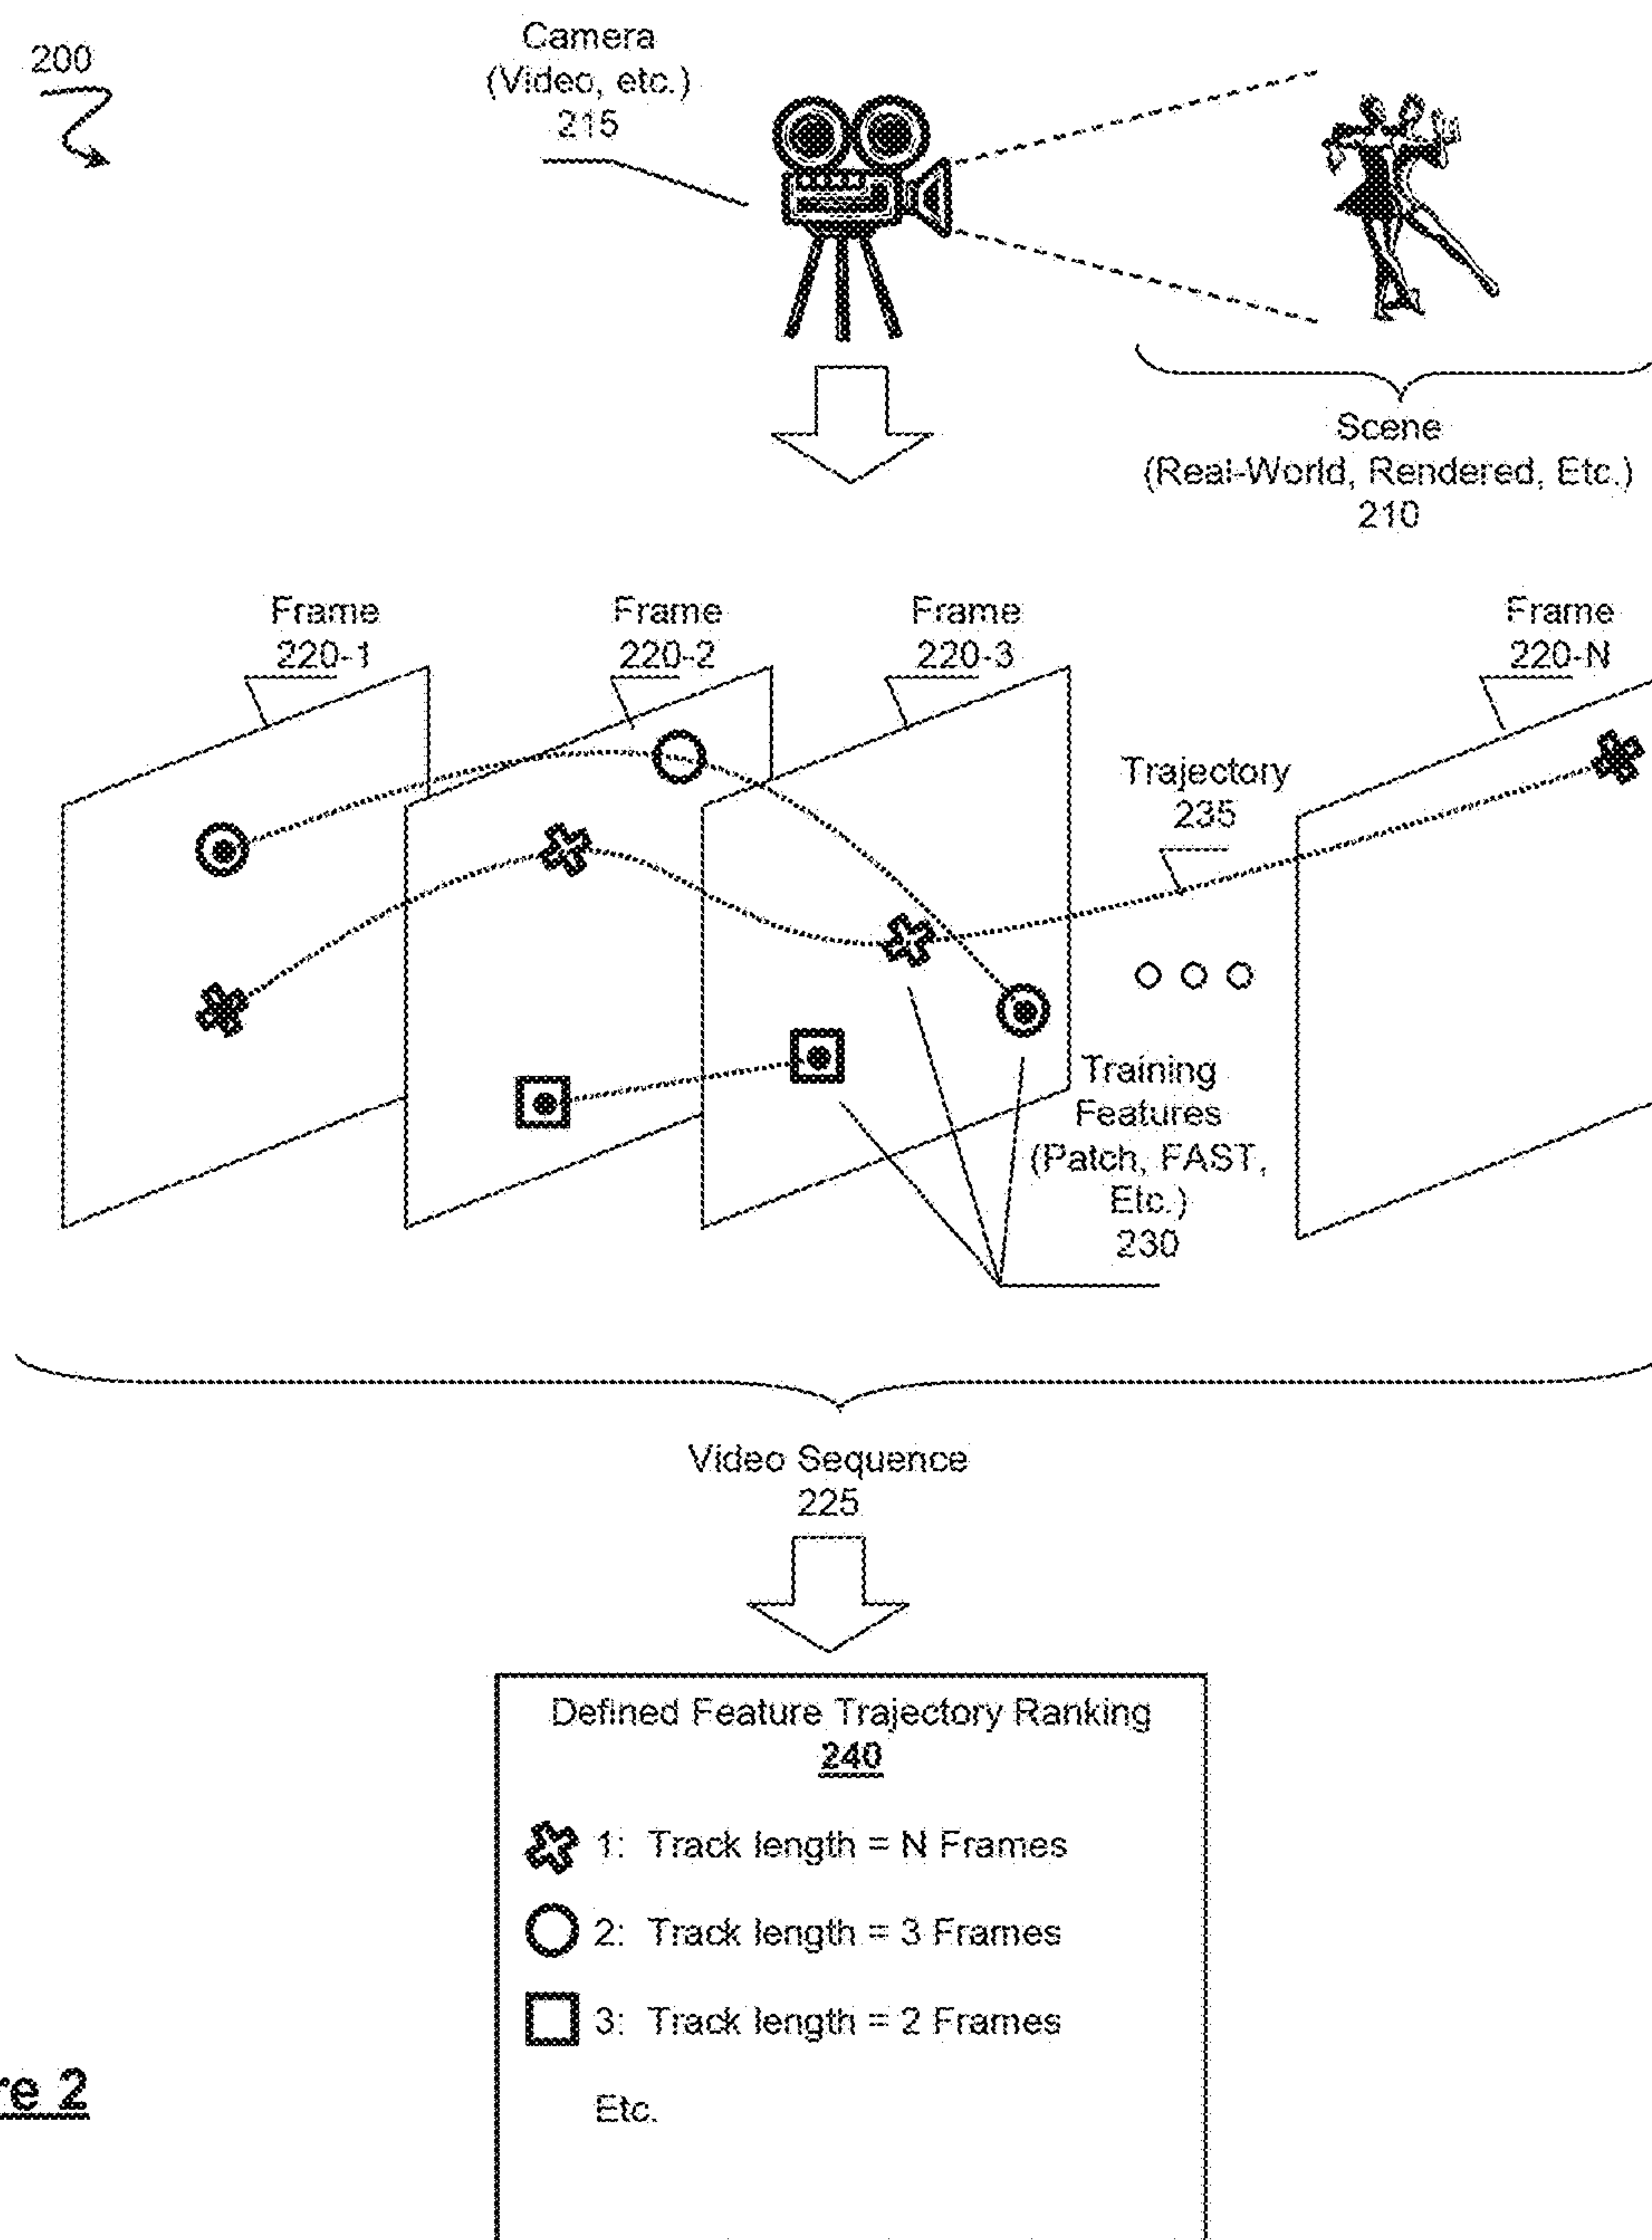 200
Camera
(Video, etc.)
215
Scene
(Real-World, Rendered, Etc.)
210
Frame
220-1
Frame
220-2
Frame
220-3
Frame
220-N
Trajectory
235
Training
Features
(Patch, FAST,
Etc.)
230
Video Sequence
225
Defined Feature Trajectory Ranking
240
1: Track length = N Frames
2: Track length = 3 Frames
3: Track length = 2 Frames
Etc.
re 2